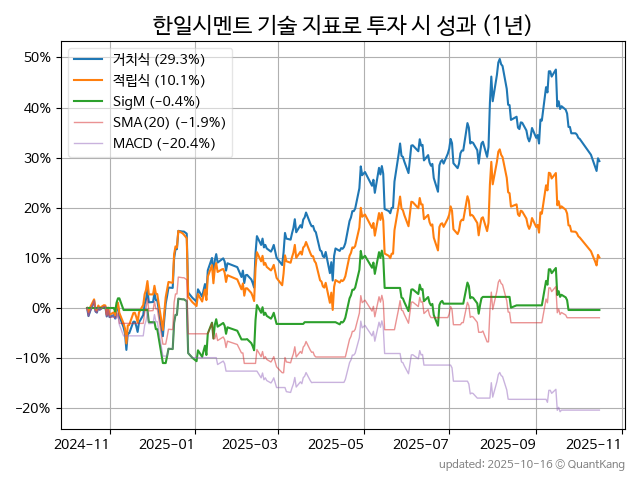 한일시멘트 기술 지표로 투자 시 성과 (1년)
거치식 (29.3%)
적립식 (10.1%)
SigM (−0.4%)
SMA(20) (−1.9%)
MACD (−20.4%)
50%
40%
30%
20%
10%
0%
−10%
−20%
2024−11 2025−01 2025−03 2025−05 2025−07 2025−09 2025−11
updated: 2025-10-16 © QuantKang